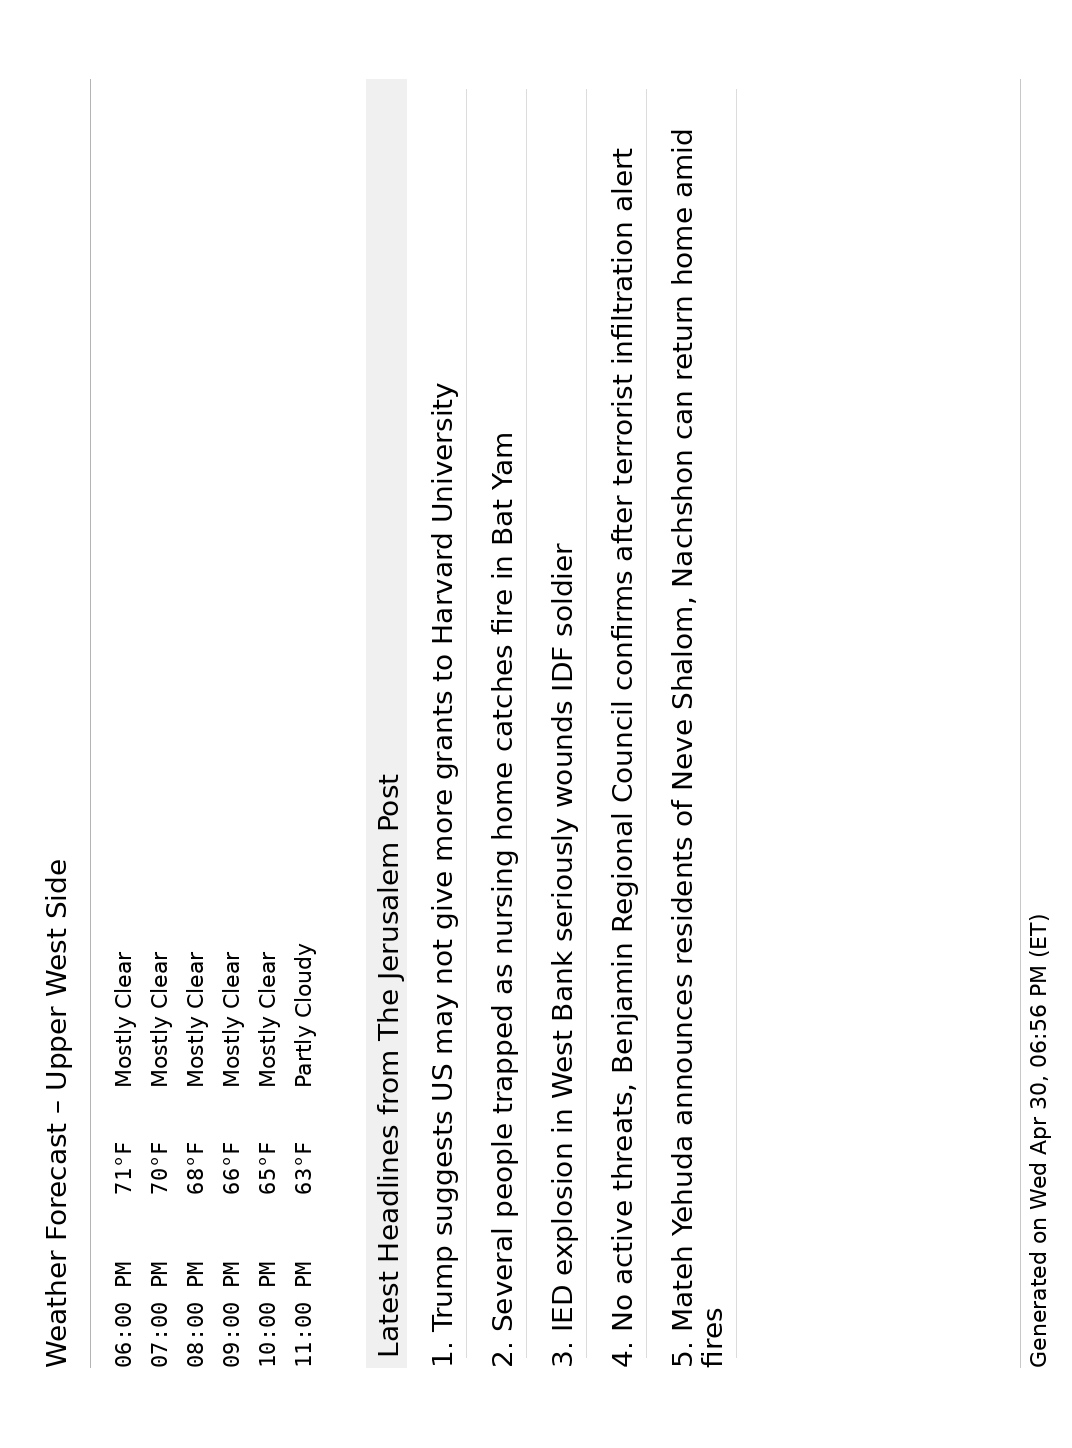 Weather Forecast – Upper West Side
06:00 PM 71°F Mostly Clear
07:00 PM 70°F Mostly Clear
08:00 PM 68°F Mostly Clear
09:00 PM 66°F Mostly Clear
10:00 PM 65°F Mostly Clear
11:00 PM 63°F Partly Cloudy
Latest Headlines from The Jerusalem Post
1. Trump suggests US may not give more grants to Harvard University
2. Several people trapped as nursing home catches fire in Bat Yam
3. IED explosion in West Bank seriously wounds IDF soldier
4. No active threats, Benjamin Regional Council confirms after terrorist infiltration alert
5. Mateh Yehuda announces residents of Neve Shalom, Nachshon can return home amid
fires
Generated on Wed Apr 30, 06:56 PM (ET)